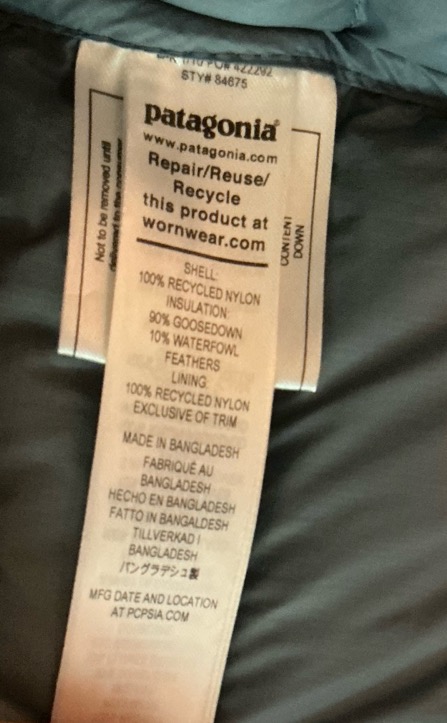 PO# 422292
STY# 84675
patagonia®
www.patagonia.com
Repair/Reuse/
Recycle
this product at
wornwear.com
SHELL:
100% RECYCLED NYLON
INSULATION:
90% GOOSEDOWN
10% WATERFOWL
FEATHERS
LINING:
100% RECYCLED NYLON
EXCLUSIVE OF TRIM
MADE IN BANGLADESH
FABRIQUÉ AU
BANGLADESH
HECHO EN BANGLADESH
FATTO IN BANGALDESH
TILLVERKAD I
BANGLADESH
バングラデシュ製
MFG DATE AND LOCATION
AT PCPSIA.COM
Not to be removed until
delivered to the consumer
CONTENT
DOWN